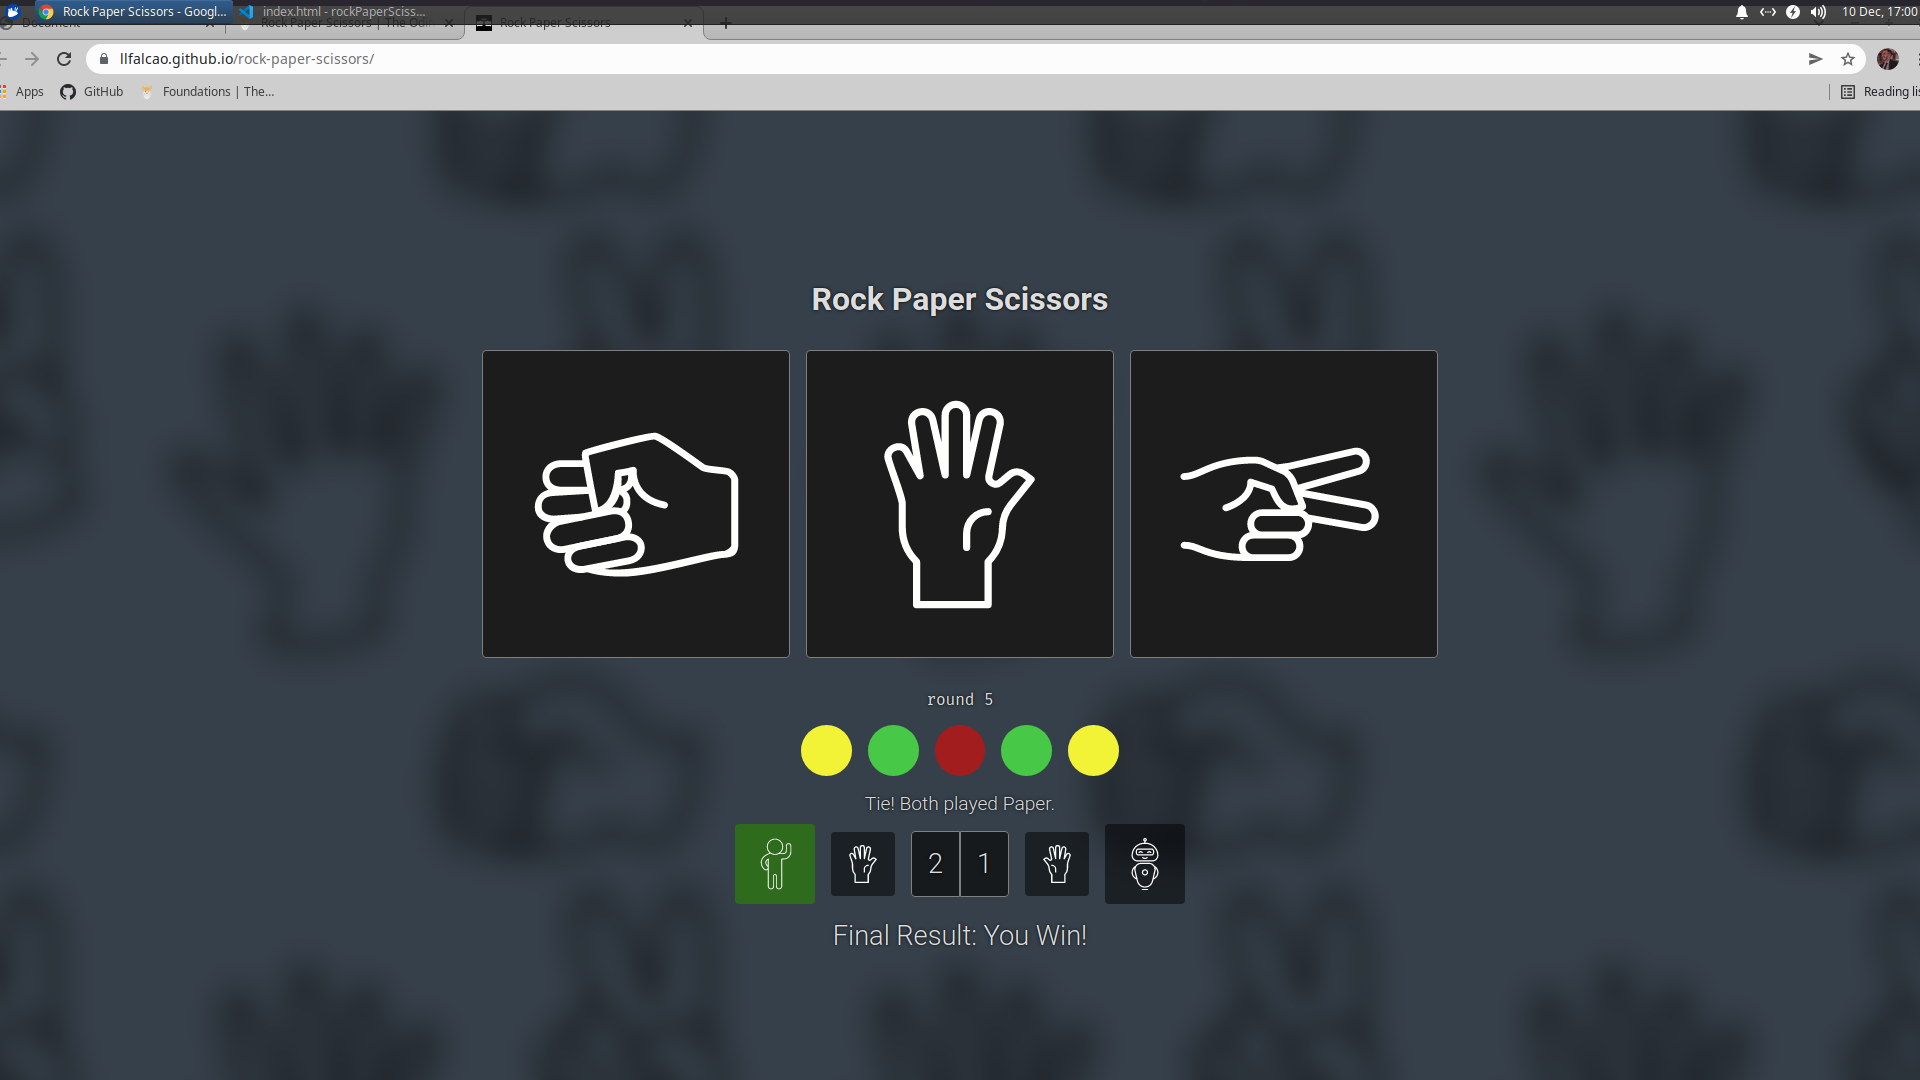 Rock Paper Scissors - Googl...
index.html - rockPaperSciss...
10 Dec, 17:00
Document
Rock Paper Scissors | The
Rock Paper Scissors
llfalcao.github.io/rock-paper-scissors/
Apps
GitHub
Foundations | The...
Reading lis
Rock Paper Scissors
round 5
Tie! Both played Paper.
2 1
Final Result: You Win!